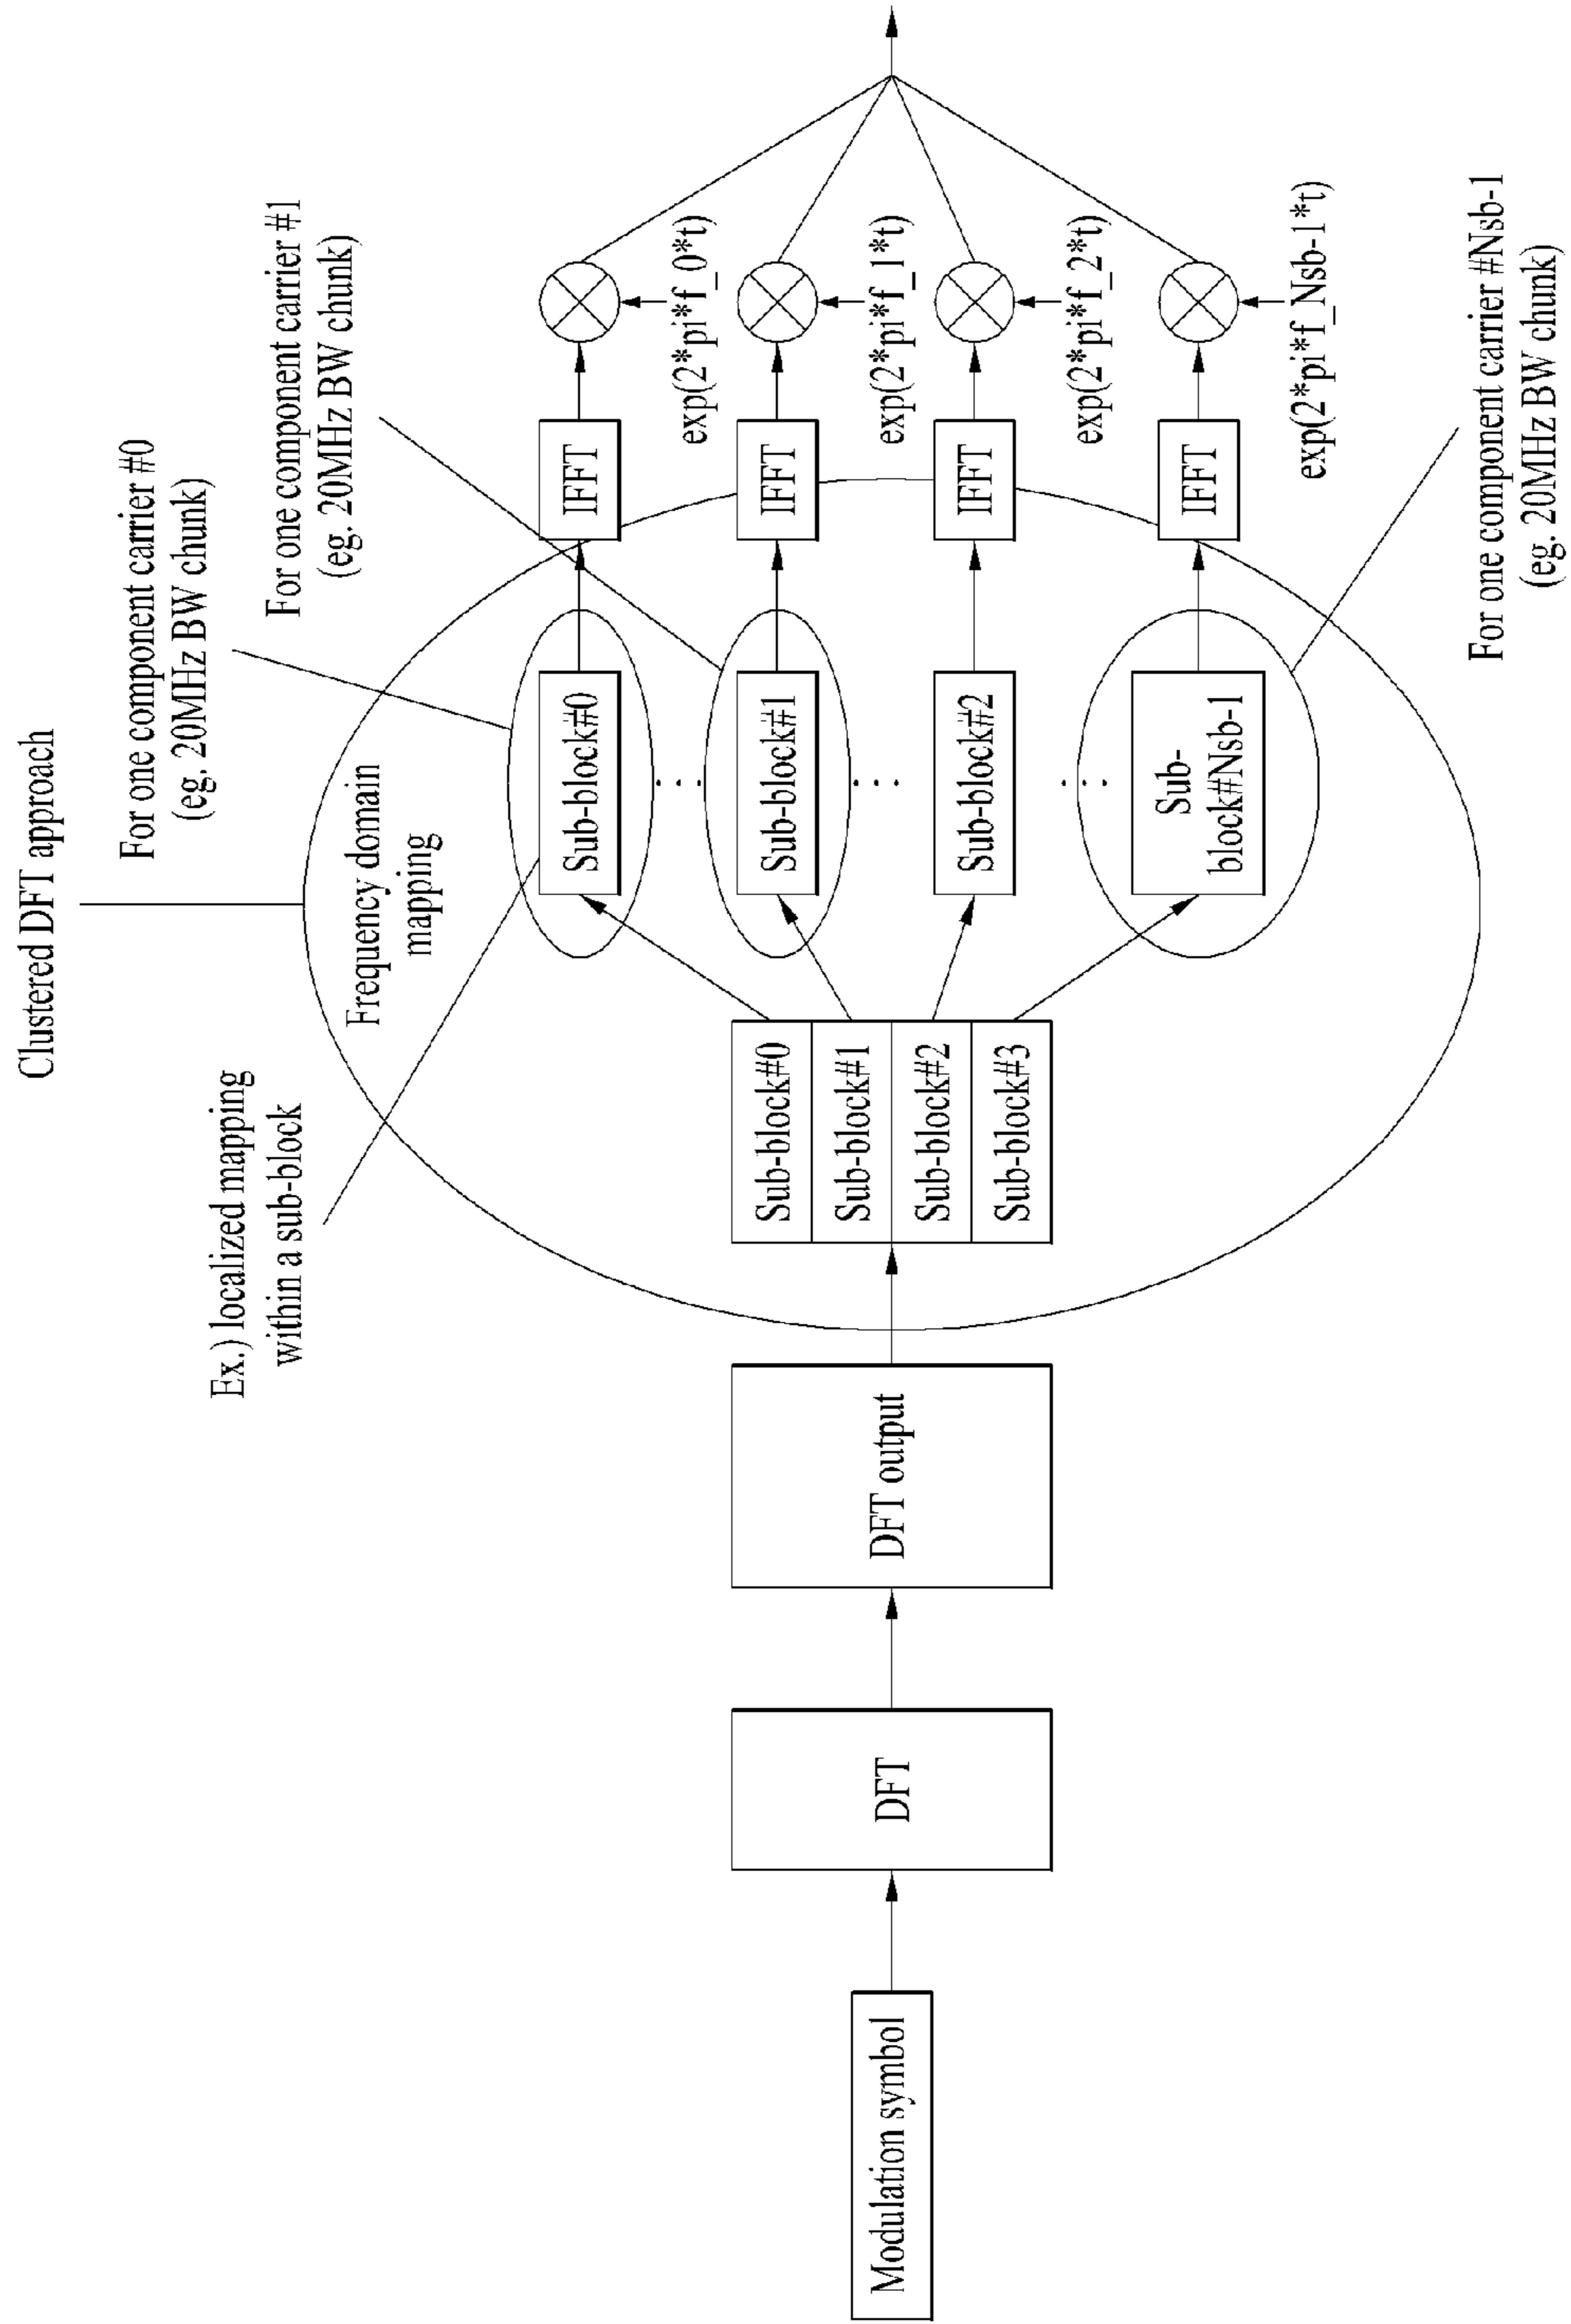 Clustered DFT approach
For one component carrier #0
(eg. 20MHz BW chunk)
For one component carrier #1
(eg. 20MHz BW chunk)
Ex.) localized mapping
within a sub-block
Frequency domain
mapping
Modulation symbol
DFT
DFT output
Sub-block#0
Sub-block#1
Sub-block#2
Sub-block#3
Sub-block#0
IFFT
exp(2*pi*f_0*t)
...
Sub-block#1
IFFT
exp(2*pi*f_1*t)
...
Sub-block#2
IFFT
exp(2*pi*f_2*t)
...
Sub-
block#Nsb-1
IFFT
exp(2*pi*f_Nsb-1*t)
For one component carrier #Nsb-1
(eg. 20MHz BW chunk)